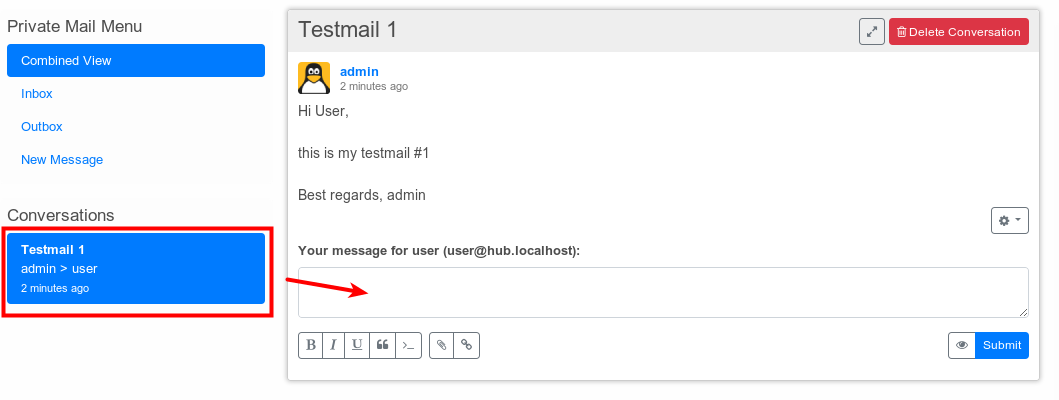 Private Mail Menu
Combined View
Inbox
Outbox
New Message
Conversations
Testmail 1
admin > user
2 minutes ago
Testmail 1
Delete Conversation
admin
2 minutes ago
Hi User,
this is my testmail #1
Best regards, admin
Your message for user (user@hub.localhost):
B I U
Submit